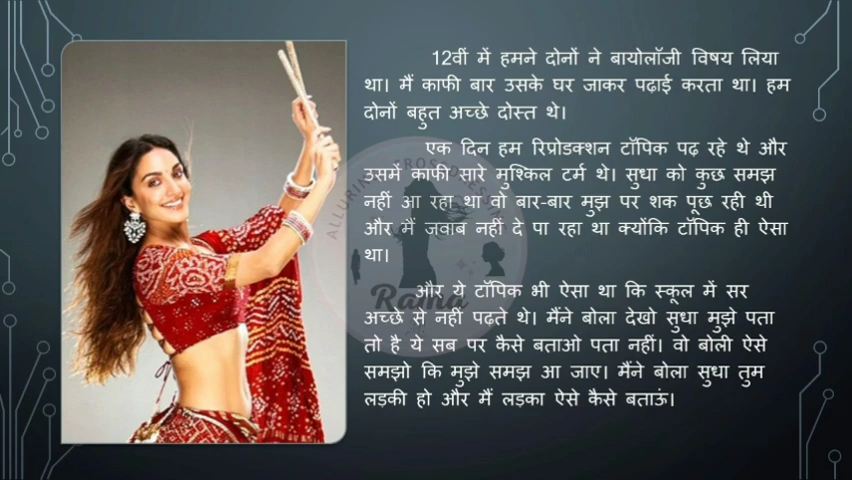 12वीं में हमने दोनों ने बायोलॉजी विषय लिया
था। मैं काफी बार उसके घर जाकर पढ़ाई करता था। हम
दोनों बहुत अच्छे दोस्त थे।
एक दिन हम रिप्रोडक्शन टॉपिक पढ़ रहे थे और
उसमें काफी सारे मुश्किल टर्म थे। सुधा को कुछ समझ
नहीं आ रहा था वो बार-बार मुझ पर शक पूछ रही थी
और मैं जवाब नहीं दे पा रहा था क्योंकि टॉपिक ही ऐसा
था।
और ये टॉपिक भी ऐसा था कि स्कूल में सर
अच्छे से नहीं पढते थे। मैंने बोला देखो सुधा मुझे पता
तो है ये सब पर कैसे बताओ पता नहीं। वो बोली ऐसे
समझो कि मुझे समझ आ जाए। मैंने बोला सुधा तुम
लड़की हो और मैं लड़का ऐसे कैसे बताऊं।
Rama